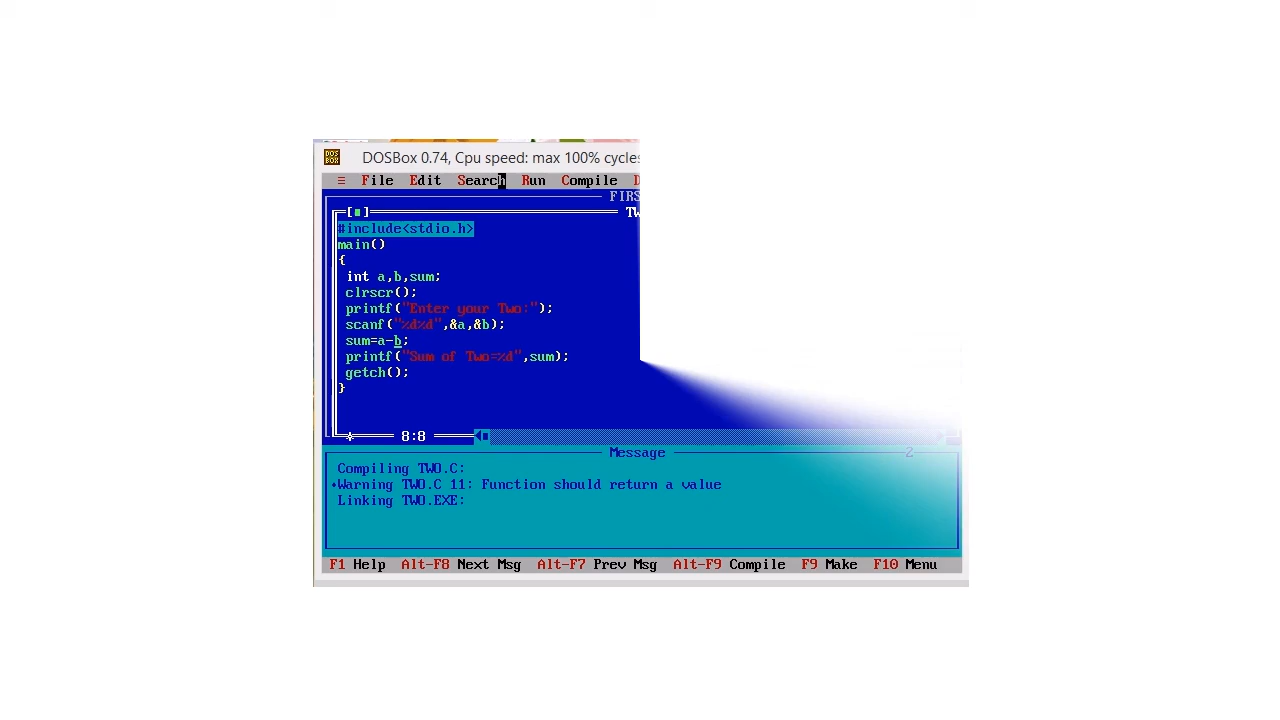 DOSBox 0.74, Cpu speed: max 100% cycles
≡ File Edit Search Run Compile
[■]
#include<stdio.h>
main()
{
int a,b,sum;
clrscr();
printf("Enter your Two:");
scanf("%d%d",&a,&b);
sum=a-b;
printf("Sum of Two=%d",sum);
getch();
}
8:8
Message 2
Compiling TWO.C:
•Warning TWO.C 11: Function should return a value
Linking TWO.EXE:
F1 Help Alt-F8 Next Msg Alt-F7 Prev Msg Alt-F9 Compile F9 Make F10 Menu